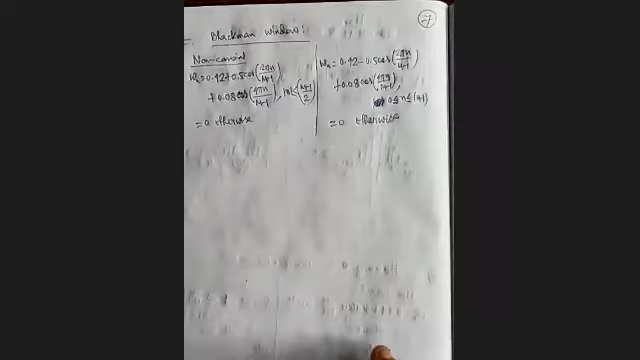 7
Blackman Window:
Non-causal
Wn = 0.42 + 0.5 cos (2πn / M-1)
+ 0.08 cos (4πn / M-1), |n| < (M-1 / 2)
= 0 otherwise
Wn = 0.42 - 0.5 cos (2πn / M-1)
+ 0.08 cos (4πn / M-1),
0 ≤ n ≤ (M-1)
= 0 otherwise